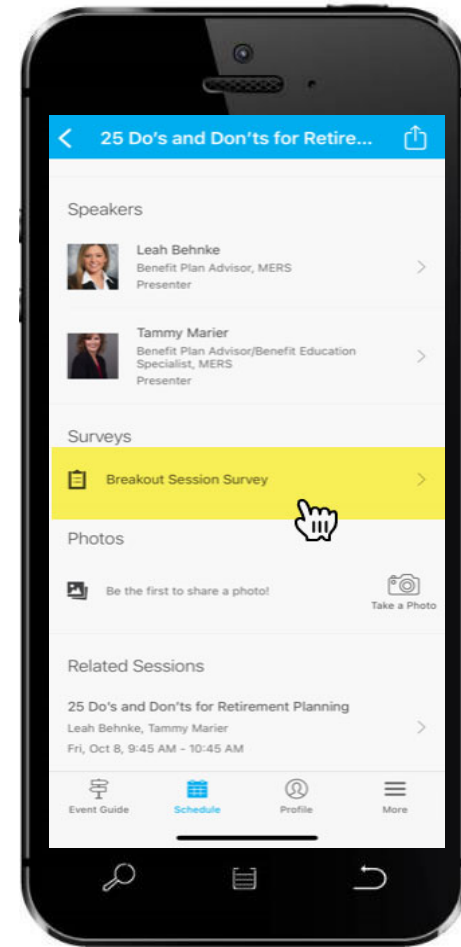 25 Do's and Don'ts for Retire...
Speakers
Leah Behnke
Benefit Plan Advisor, MERS
Presenter
Tammy Marier
Benefit Plan Advisor/Benefit Education
Specialist, MERS
Presenter
Surveys
Breakout Session Survey
Photos
Be the first to share a photo!
Take a Photo
Related Sessions
25 Do's and Don'ts for Retirement Planning
Leah Behnke, Tammy Marier
Fri, Oct 8, 9:45 AM - 10:45 AM
Event Guide
Schedule
Profile
More